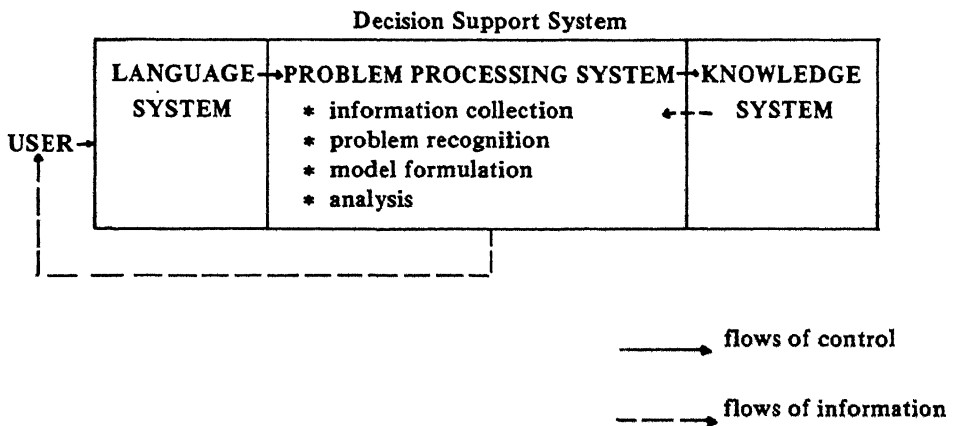 Decision Support System
LANGUAGE SYSTEM
PROBLEM PROCESSING SYSTEM
* information collection
* problem recognition
* model formulation
* analysis
KNOWLEDGE SYSTEM
USER
flows of control
flows of information